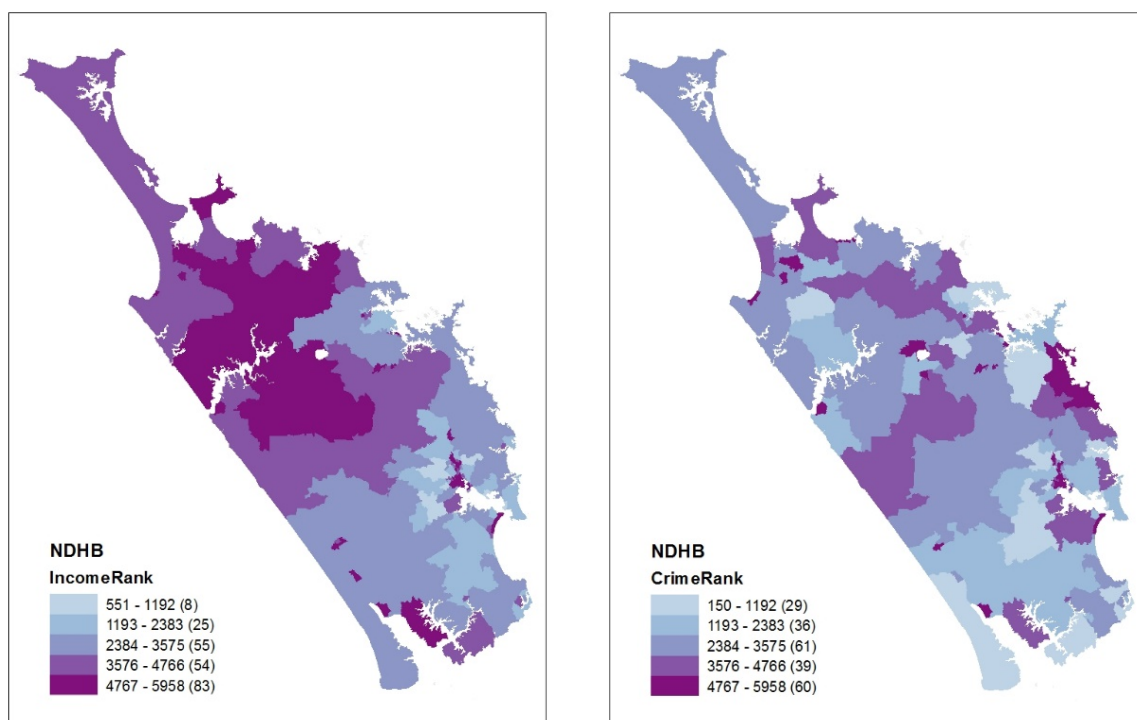 NDHB
IncomeRank
551 - 1192 (8)
1193 - 2383 (25)
2384 - 3575 (55)
3576 - 4766 (54)
4767 - 5958 (83)
NDHB
CrimeRank
150 - 1192 (29)
1193 - 2383 (36)
2384 - 3575 (61)
3576 - 4766 (39)
4767 - 5958 (60)